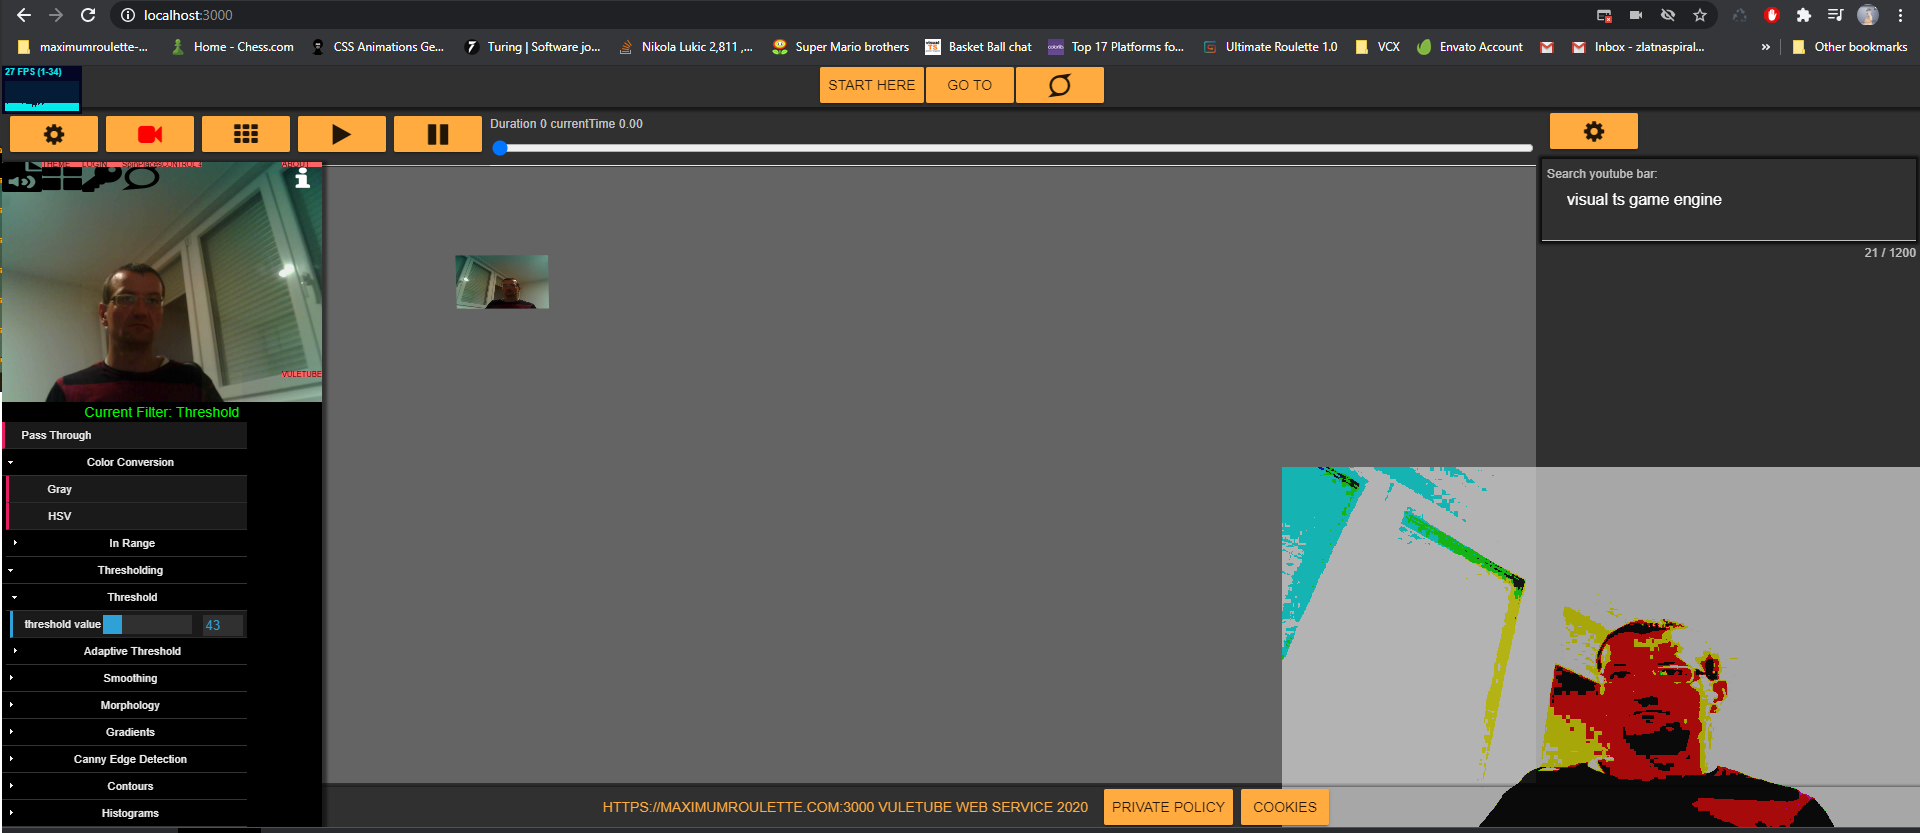 localhost:3000
maximumroulette-...
Home - Chess.com
CSS Animations Ge...
Turing | Software jo...
Nikola Lukic 2,811 ,...
Super Mario brothers
Basket Ball chat
Top 17 Platforms fo...
Ultimate Roulette 1.0
VCX
Envato Account
Inbox - zlatnaspiral...
»
Other bookmarks
27 FPS (1-34)
START HERE
GO TO
Duration 0 currentTime 0.00
THEME
LOGIN
ABOUT
Search youtube bar:
visual ts game engine
21 / 1200
VULETUBE
Current Filter: Threshold
Pass Through
Color Conversion
Gray
HSV
In Range
Thresholding
Threshold
threshold value 43
Adaptive Threshold
Smoothing
Morphology
Gradients
Canny Edge Detection
Contours
Histograms
HTTPS://MAXIMUMROULETTE.COM:3000 VULETUBE WEB SERVICE 2020
PRIVATE POLICY
COOKIES